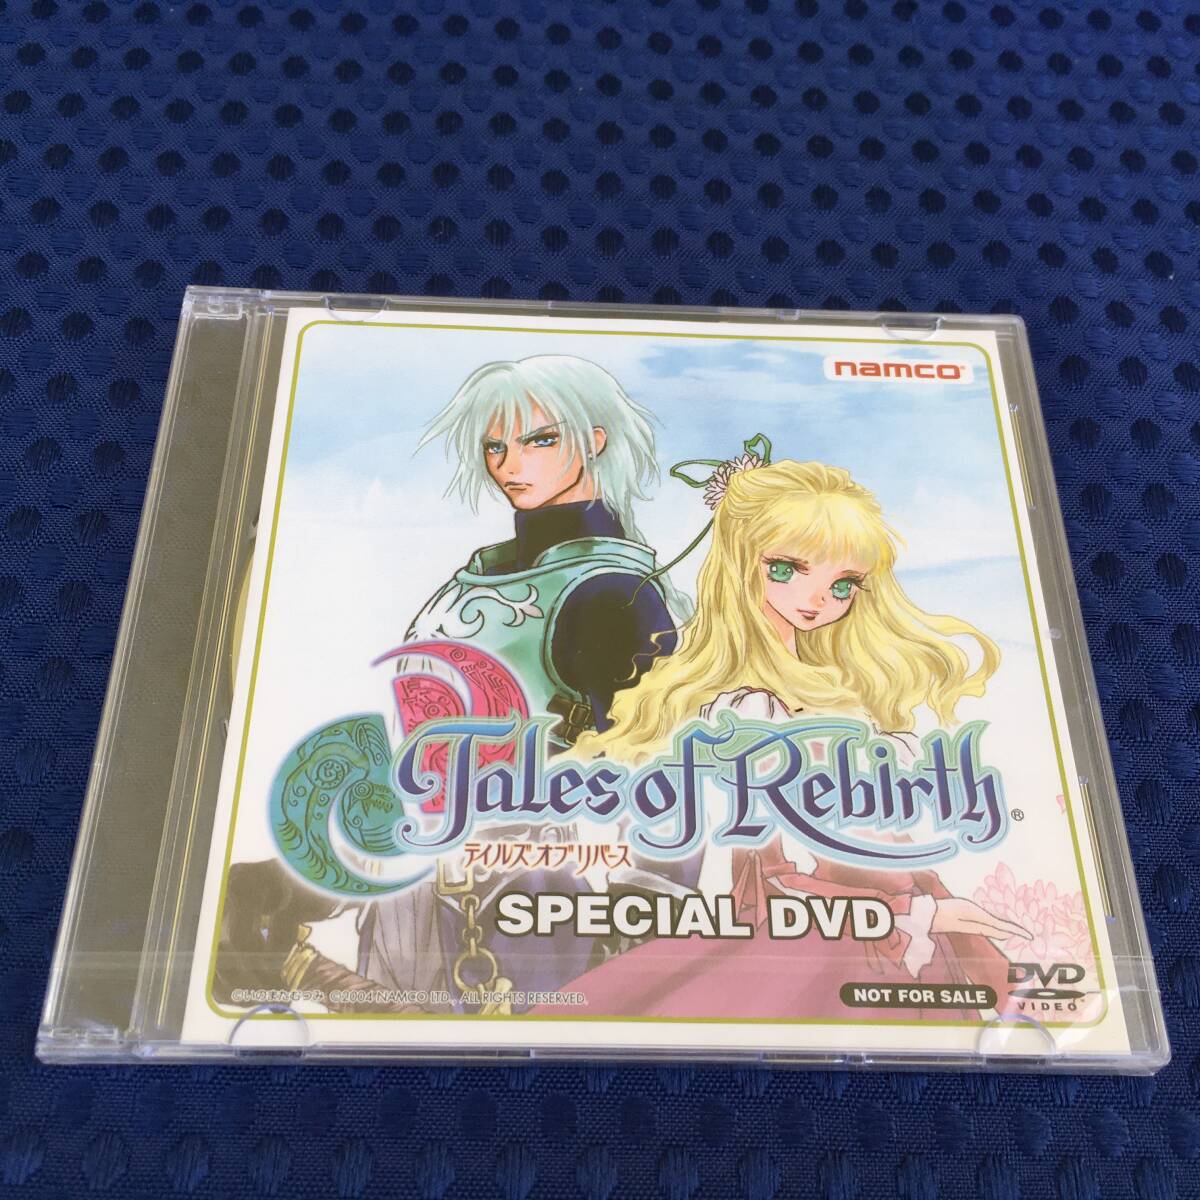 namco®
Tales of Rebirth®
テイルズ オブ リバース
SPECIAL DVD
DVD
VIDEO
NOT FOR SALE
©いのまたむつみ ©2004 NAMCO LTD., ALL RIGHTS RESERVED.